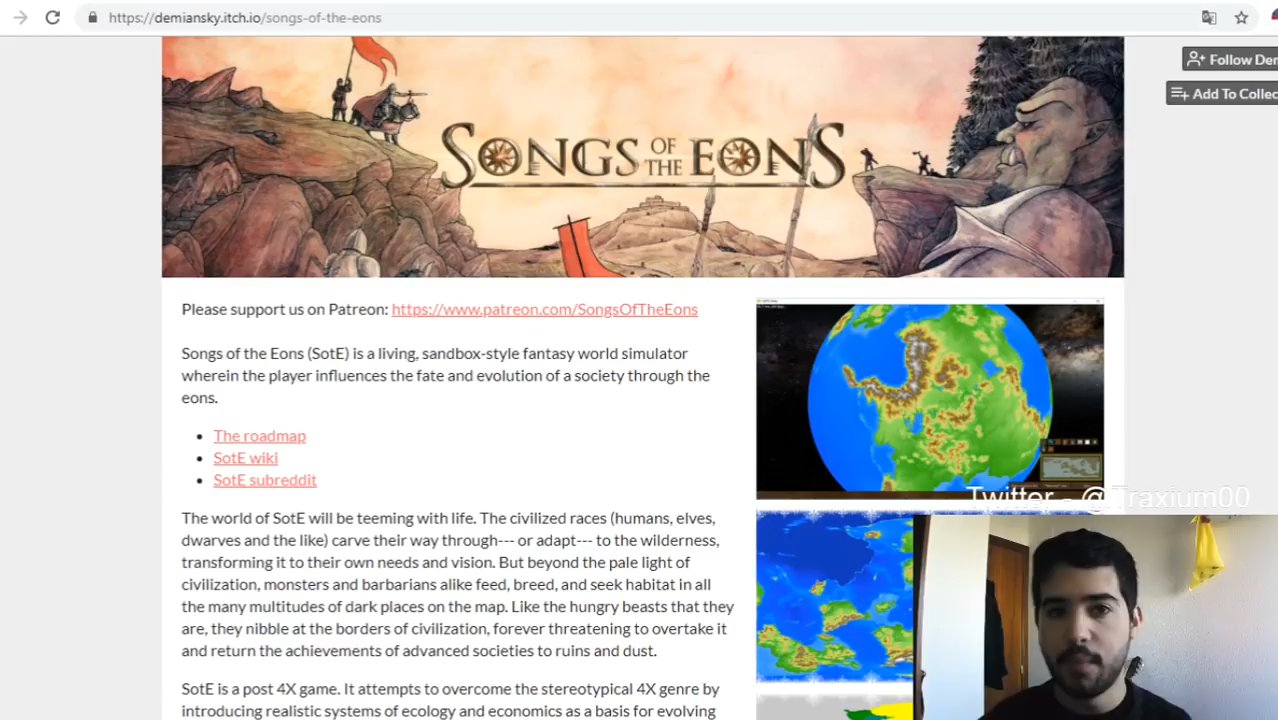 https://demiansky.itch.io/songs-of-the-eons
Follow Dem
Add To Collec
SONGS OF THE EONS
Please support us on Patreon: https://www.patreon.com/SongsOfTheEons
Songs of the Eons (SotE) is a living, sandbox-style fantasy world simulator
wherein the player influences the fate and evolution of a society through the
eons.
The roadmap
SotE wiki
SotE subreddit
Twitter - @Traxium00
The world of SotE will be teeming with life. The civilized races (humans, elves,
dwarves and the like) carve their way through--- or adapt--- to the wilderness,
transforming it to their own needs and vision. But beyond the pale light of
civilization, monsters and barbarians alike feed, breed, and seek habitat in all
the many multitudes of dark places on the map. Like the hungry beasts that they
are, they nibble at the borders of civilization, forever threatening to overtake it
and return the achievements of advanced societies to ruins and dust.
SotE is a post 4X game. It attempts to overcome the stereotypical 4X genre by
introducing realistic systems of ecology and economics as a basis for evolving